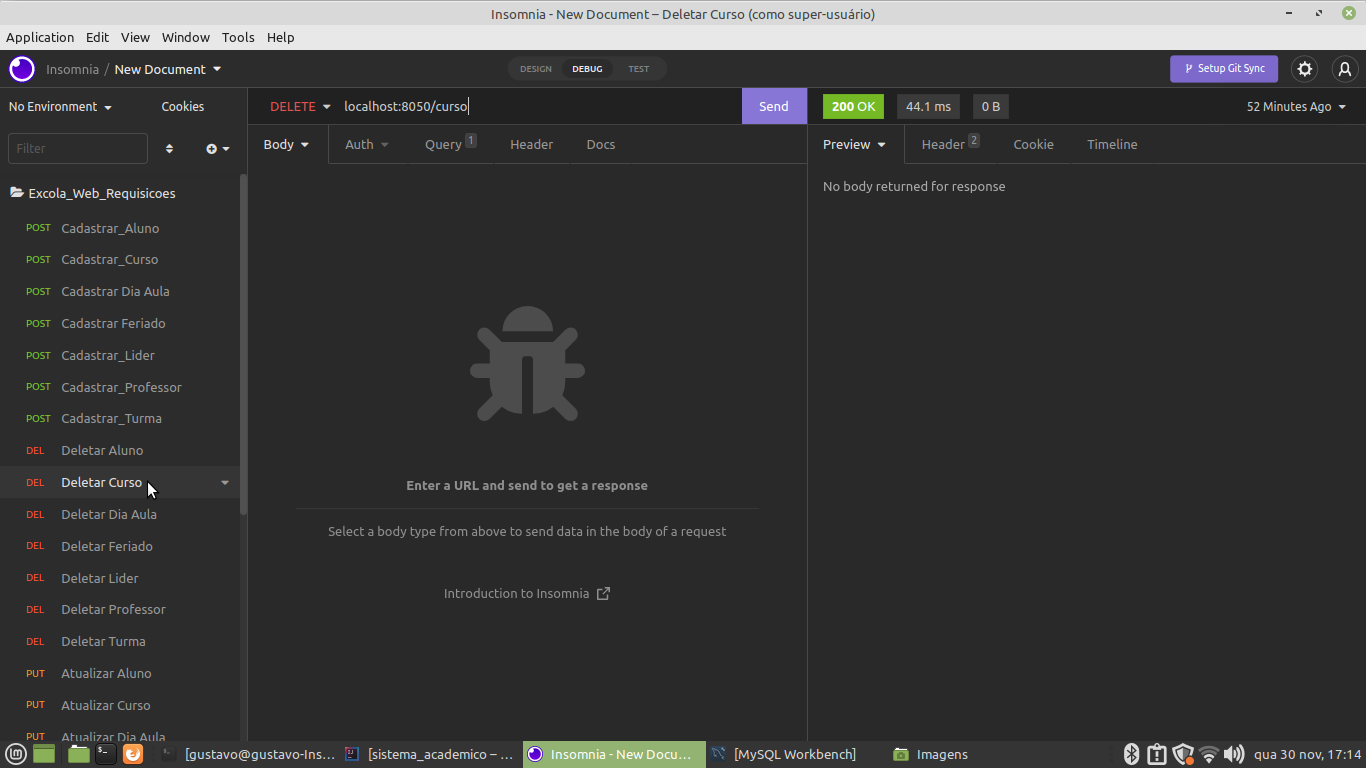 Insomnia - New Document – Deletar Curso (como super-usuário)
Application Edit View Window Tools Help
Insomnia / New Document
DESIGN DEBUG TEST
Setup Git Sync
No Environment Cookies
DELETE localhost:8050/curso Send
200 OK 44.1 ms 0 B 52 Minutes Ago
Filter
Body Auth Query 1 Header Docs
Preview Header 2 Cookie Timeline
No body returned for response
Excola_Web_Requisicoes
POST Cadastrar_Aluno
POST Cadastrar_Curso
POST Cadastrar Dia Aula
POST Cadastrar Feriado
POST Cadastrar_Lider
POST Cadastrar_Professor
POST Cadastrar_Turma
DEL Deletar Aluno
DEL Deletar Curso
DEL Deletar Dia Aula
DEL Deletar Feriado
DEL Deletar Lider
DEL Deletar Professor
DEL Deletar Turma
PUT Atualizar Aluno
PUT Atualizar Curso
PUT Atualizar Dia Aula
Enter a URL and send to get a response
Select a body type from above to send data in the body of a request
Introduction to Insomnia
[gustavo@gustavo-Ins... [sistema_academico – ... Insomnia - New Docum... [MySQL Workbench] Imagens qua 30 nov, 17:14